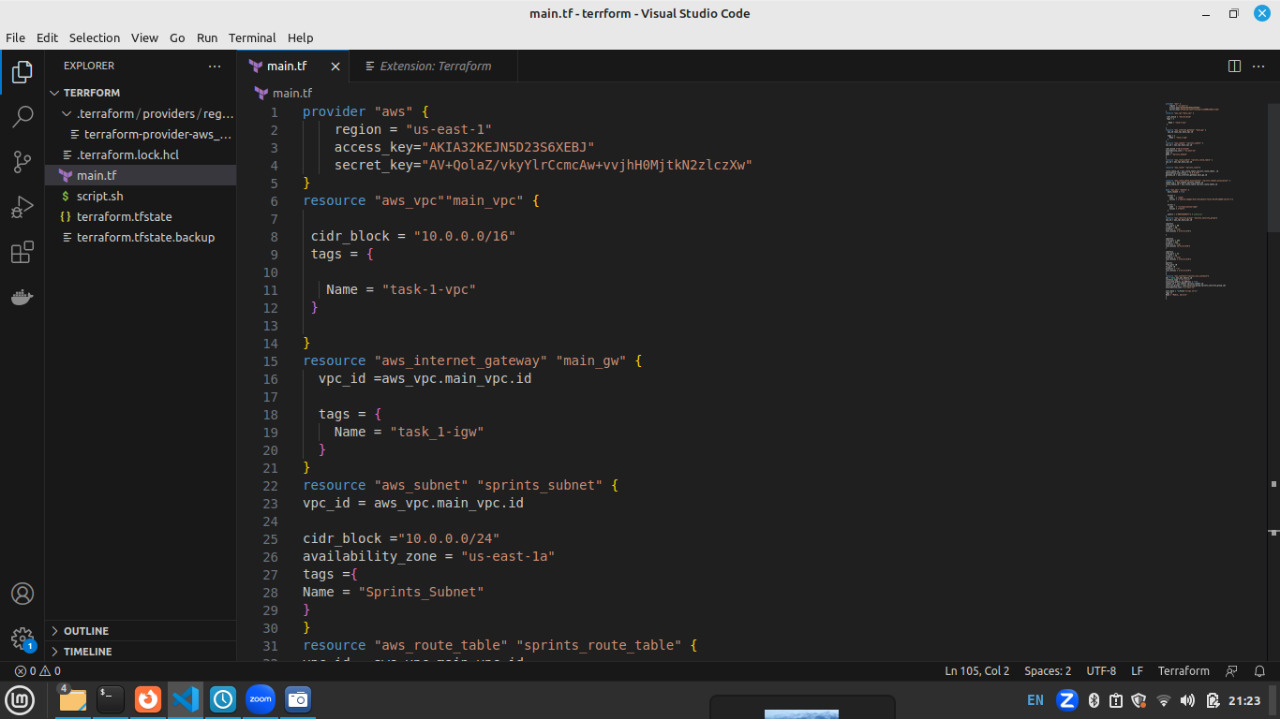 main.tf - terrform - Visual Studio Code
File Edit Selection View Go Run Terminal Help
EXPLORER
TERRFORM
.terraform / providers / reg...
terraform-provider-aws_...
.terraform.lock.hcl
main.tf
script.sh
terraform.tfstate
terraform.tfstate.backup
OUTLINE
TIMELINE
main.tf
Extension: Terraform
main.tf
1 provider "aws" {
2 region = "us-east-1"
3 access_key="AKIA32KEJN5D23S6XEBJ"
4 secret_key="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"
5 }
6 resource "aws_vpc""main_vpc" {
7
8 cidr_block = "10.0.0.0/16"
9 tags = {
10
11 Name = "task-1-vpc"
12 }
13
14 }
15 resource "aws_internet_gateway" "main_gw" {
16 vpc_id =aws_vpc.main_vpc.id
17
18 tags = {
19 Name = "task_1-igw"
20 }
21 }
22 resource "aws_subnet" "sprints_subnet" {
23 vpc_id = aws_vpc.main_vpc.id
24
25 cidr_block ="10.0.0.0/24"
26 availability_zone = "us-east-1a"
27 tags ={
28 Name = "Sprints_Subnet"
29 }
30 }
31 resource "aws_route_table" "sprints_route_table" {
0 0
Ln 105, Col 2 Spaces: 2 UTF-8 LF Terraform
4 zoom EN 21:23
1